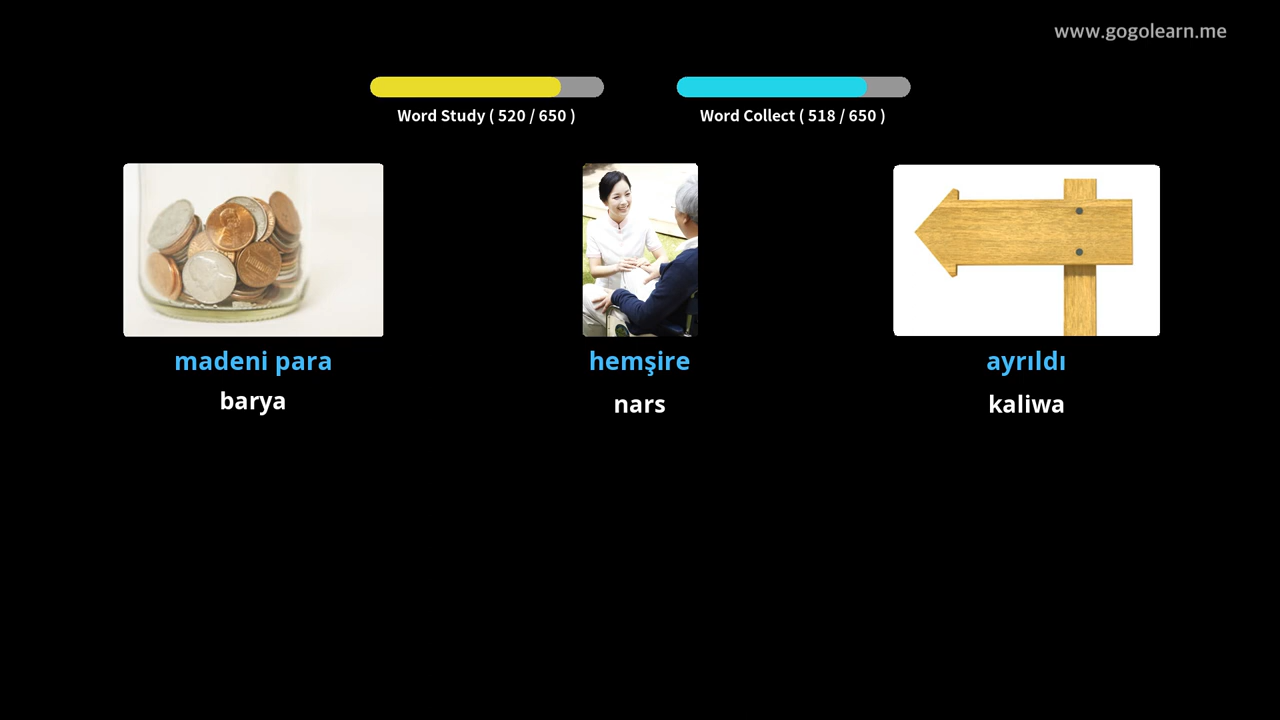 www.gogolearn.me
Word Study ( 520 / 650 )
Word Collect ( 518 / 650 )
madeni para
hemşire
ayrıldı
barya
nars
kaliwa